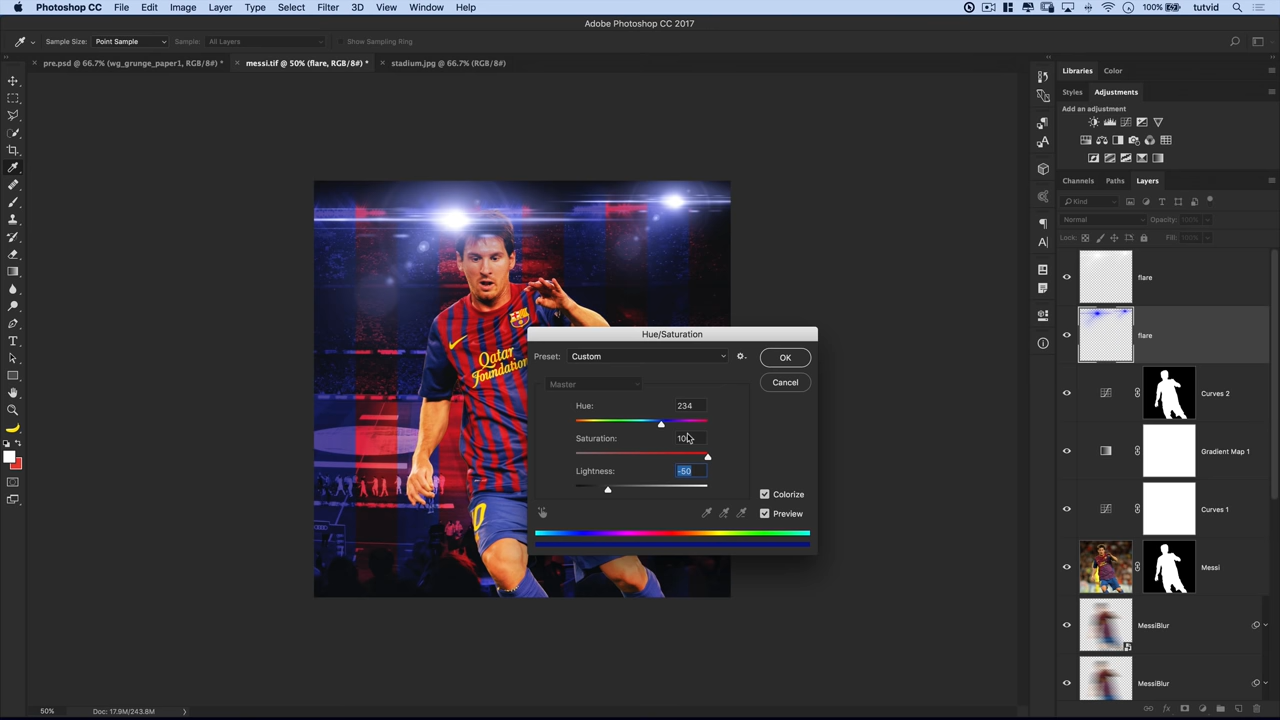 Photoshop CC File Edit Image Layer Type Select Filter 3D View Window Help 100% tutvid
Adobe Photoshop CC 2017
Sample Size: Point Sample Sample: All Layers Show Sampling Ring
pre.psd @ 66.7% (wg_grunge_paper1, RGB/8#) * messi.tif @ 50% (flare, RGB/8#) * stadium.jpg @ 66.7% (RGB/8#)
Libraries Color
Styles Adjustments
Add an adjustment
Channels Paths Layers
Kind
Normal Opacity: 100%
Lock: Fill: 100%
flare
flare
Curves 2
Gradient Map 1
Curves 1
Messi
MessiBlur
MessiBlur
Qatar
Foundation
Hue/Saturation
Preset: Custom OK
Master Cancel
Hue: 234
Saturation: 100
Lightness: -50
Colorize
Preview
50% Doc: 17.9M/243.8M